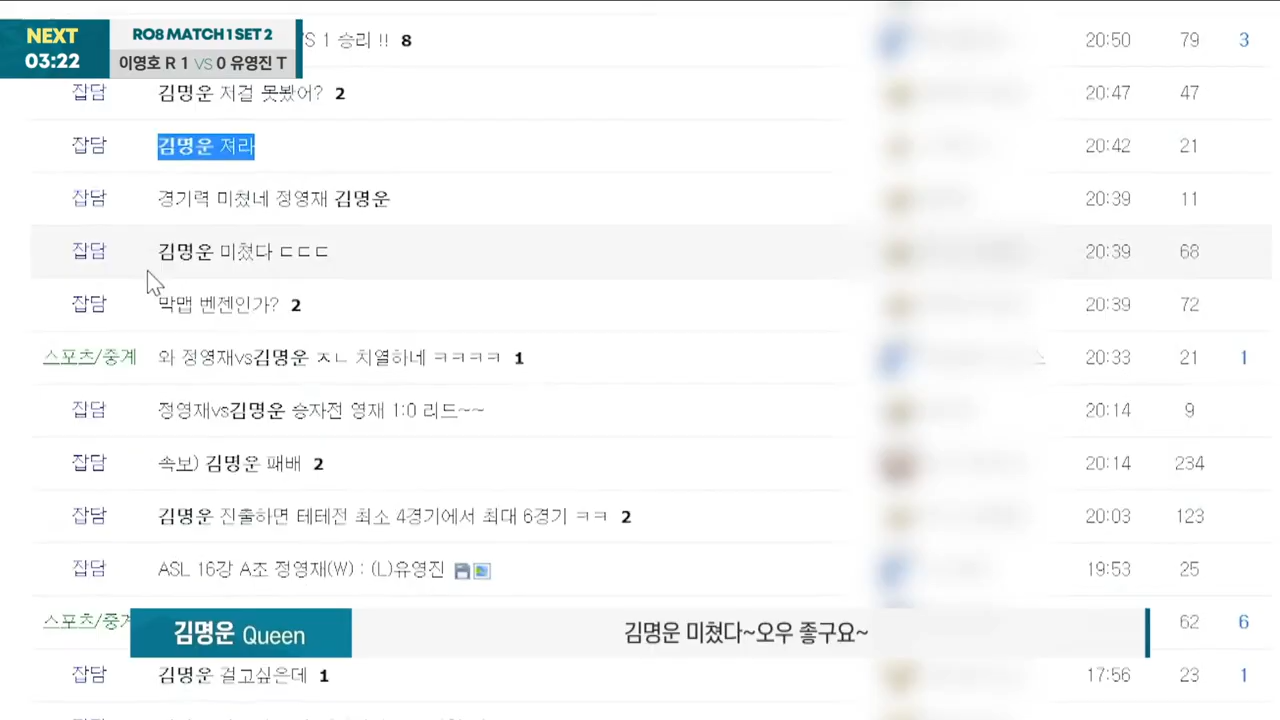 NEXT
03:22
RO8 MATCH 1 SET 2
이영호 R 1 VS 0 유영진 T
VS 1 승리 !! 8 20:50 79 3
잡담 김명운 저걸 못봤어? 2 20:47 47
잡담 김명운 져라 20:42 21
잡담 경기력 미쳤네 정영재 김명운 20:39 11
잡담 김명운 미쳤다 ㄷㄷㄷ 20:39 68
잡담 막맵 벤젠인가? 2 20:39 72
스포츠/중계 와 정영재vs김명운 ㅈㄴ 치열하네 ㅋㅋㅋㅋ 1 20:33 21 1
잡담 정영재vs김명운 승자전 영재 1:0 리드~~ 20:14 9
잡담 속보) 김명운 패배 2 20:14 234
잡담 김명운 진출하면 테테전 최소 4경기에서 최대 6경기 ㅋㅋ 2 20:03 123
잡담 ASL 16강 A조 정영재(W) : (L)유영진 19:53 25
스포츠/중계 62 6
김명운 Queen 김명운 미쳤다~오우 좋구요~
잡담 김명운 걸고싶은데 1 17:56 23 1